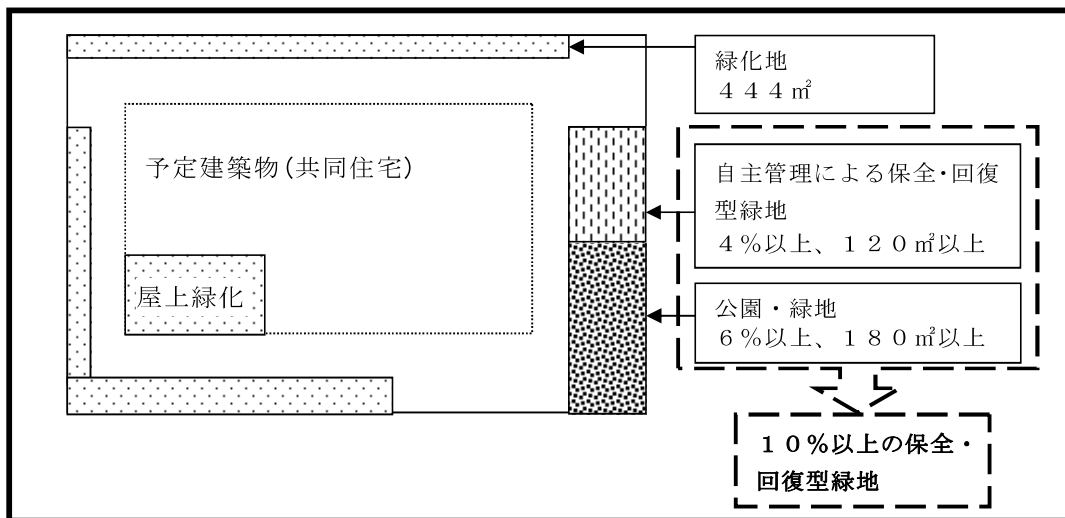 緑化地
４４４㎡
予定建築物(共同住宅)
自主管理による保全・回復
型緑地
４％以上、１２０㎡以上
屋上緑化
公園・緑地
６％以上、１８０㎡以上
１０％以上の保全・
回復型緑地